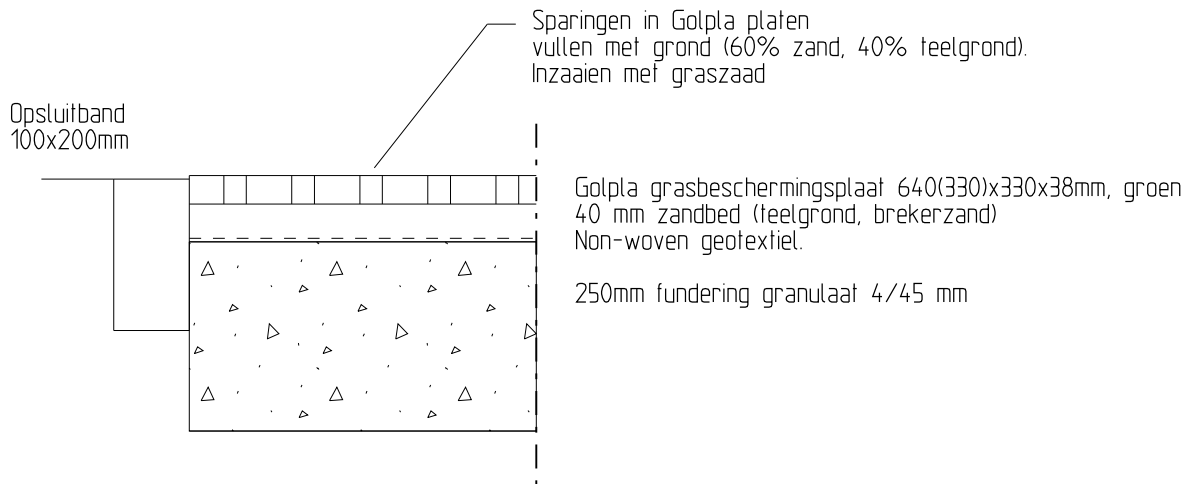 Sparingen in Golpla platen
vullen met grond (60% zand, 40% teelgrond).
Inzaaien met graszaad
Opsluitband
100x200mm
Golpla grasbeschermingsplaat 640(330)x330x38mm, groen
40 mm zandbed (teelgrond, brekerzand)
Non-woven geotextiel.
250mm fundering granulaat 4/45 mm